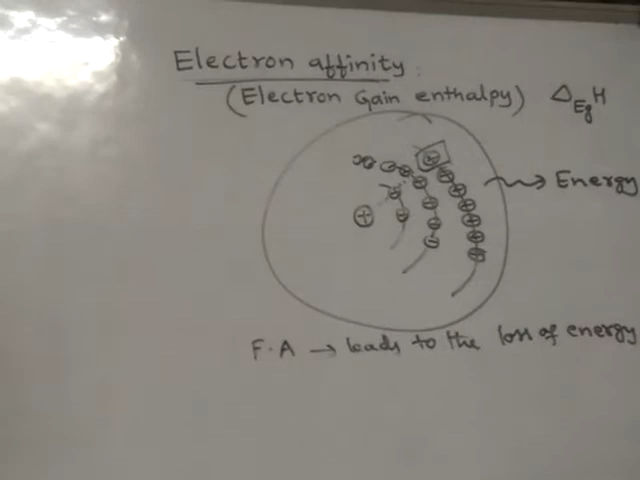 Electron affinity
(Electron Gain enthalpy) ΔEgH
Energy
F.A → leads to the loss of energy